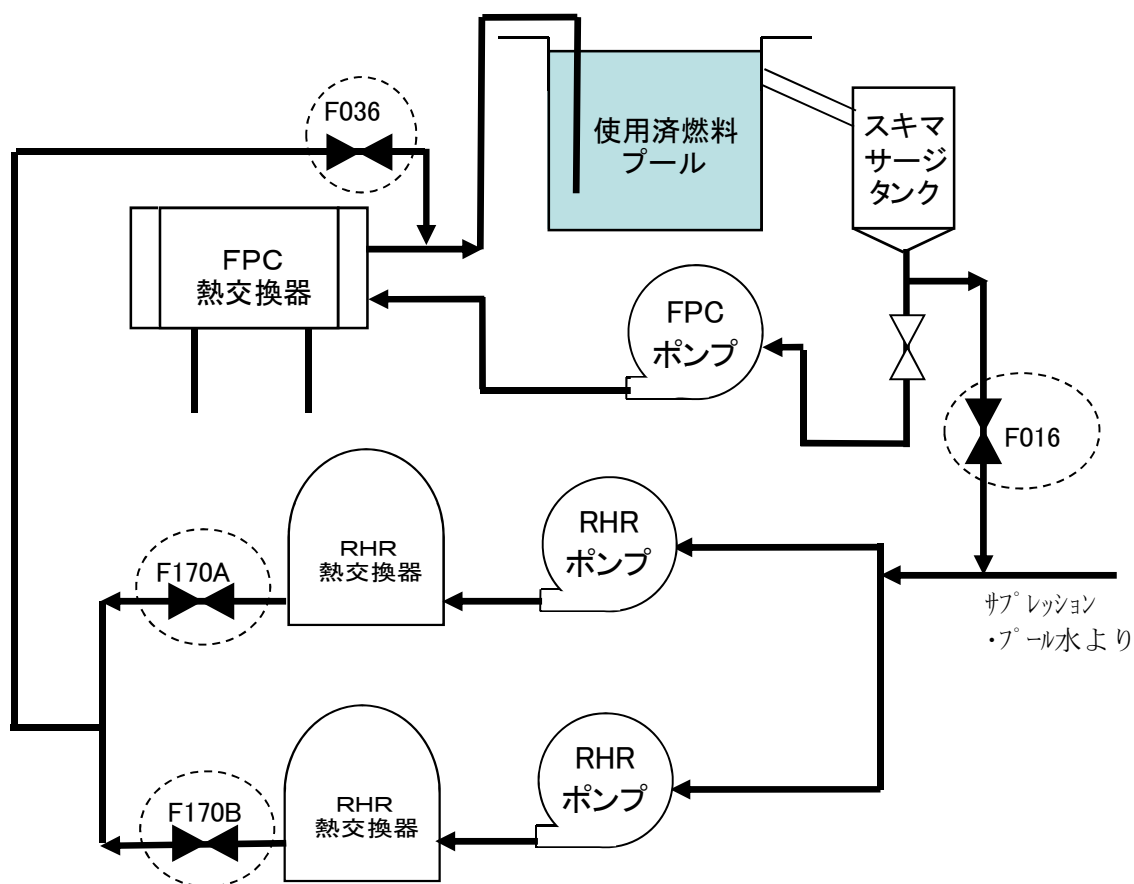 F036
使用済燃料
プール
スキマ
サージ
タンク
FPC
熱交換器
FPC
ポンプ
F016
RHR
熱交換器
RHR
ポンプ
F170A
サプレッション
・プール水より
RHR
熱交換器
RHR
ポンプ
F170B